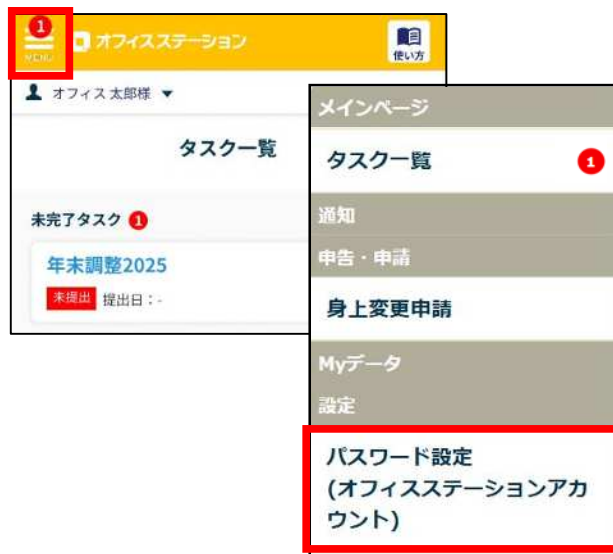 1
MENU
オフィスステーション
使い方
オフィス 太郎様 ▼
タスク一覧
未完了タスク 1
年末調整2025
未提出 提出日：-
メインページ
タスク一覧 1
通知
申告・申請
身上変更申請
Myデータ
設定
パスワード設定
(オフィスステーションアカ
ウント)